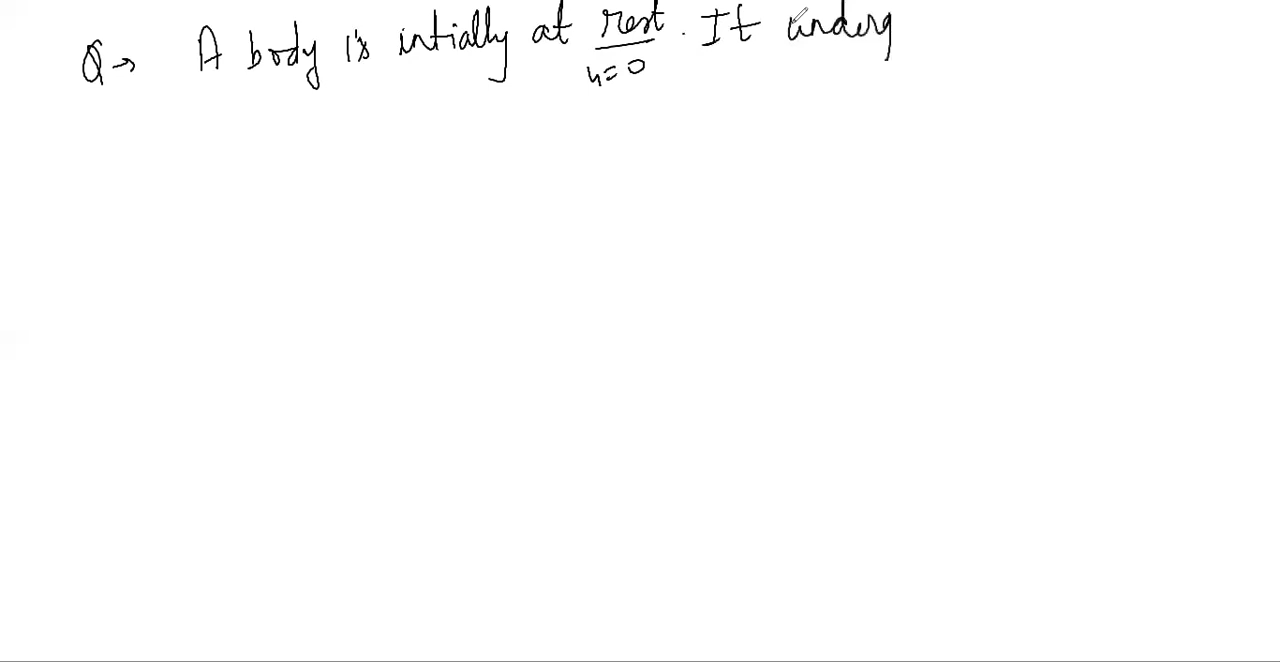 Q→ A body is intially at rest. It underg
u=0